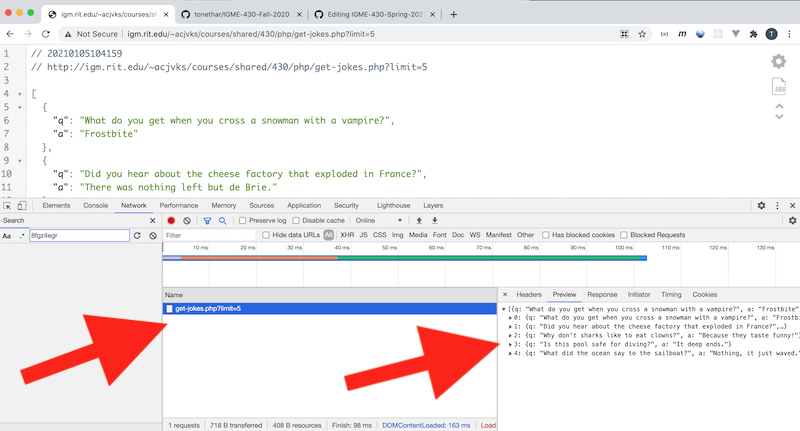 igm.rit.edu/~acjvks/courses/s
tonethar/IGME-430-Fall-2020
Editing IGME-430-Spring-202
Not Secure | igm.rit.edu/~acjvks/courses/shared/430/php/get-jokes.php?limit=5
1 // 20210105104159
2 // http://igm.rit.edu/~acjvks/courses/shared/430/php/get-jokes.php?limit=5
3
4 [
5 {
6 "q": "What do you get when you cross a snowman with a vampire?",
7 "a": "Frostbite"
8 },
9 {
10 "q": "Did you hear about the cheese factory that exploded in France?",
11 "a": "There was nothing left but de Brie."
Elements Console Network Performance Memory Sources Application Security Lighthouse Layers
Search
Preserve log Disable cache Online
Aa .* 8fgz4egr
Filter Hide data URLs All XHR JS CSS Img Media Font Doc WS Manifest Other Has blocked cookies Blocked Requests
10 ms 20 ms 30 ms 40 ms 50 ms 60 ms 70 ms 80 ms 90 ms 100 ms 110 ms 120 ms 130 ms
Name
get-jokes.php?limit=5
Headers Preview Response Initiator Timing Cookies
[{q: "What do you get when you cross a snowman with a vampire?", a: "Frostbite"
0: {q: "What do you get when you cross a snowman with a vampire?", a: "Frostb
1: {q: "Did you hear about the cheese factory that exploded in France?",…}
2: {q: "Why don't sharks like to eat clowns?", a: "Because they taste funny!"}
3: {q: "Is this pool safe for diving?", a: "It deep ends."}
4: {q: "What did the ocean say to the sailboat?", a: "Nothing, it just waved."
1 requests 718 B transferred 408 B resources Finish: 98 ms DOMContentLoaded: 163 ms Load